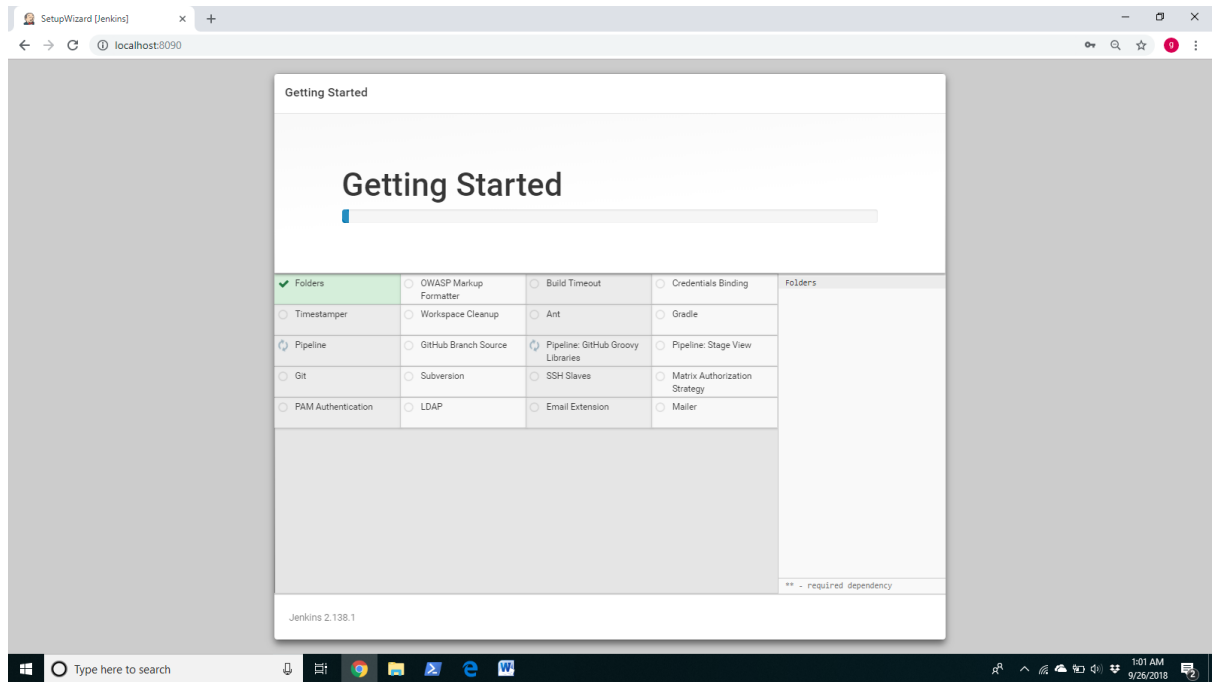 SetupWizard [Jenkins]
localhost:8090
g
Getting Started
Getting Started
Folders
OWASP Markup
Formatter
Build Timeout
Credentials Binding
Folders
Timestamper
Workspace Cleanup
Ant
Gradle
Pipeline
GitHub Branch Source
Pipeline: GitHub Groovy
Libraries
Pipeline: Stage View
Git
Subversion
SSH Slaves
Matrix Authorization
Strategy
PAM Authentication
LDAP
Email Extension
Mailer
** - required dependency
Jenkins 2.138.1
Type here to search
1:01 AM
9/26/2018
2